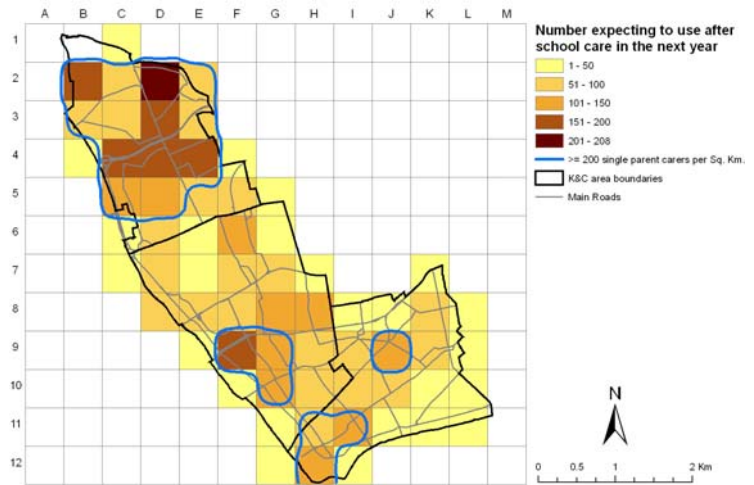 A B C D E F G H I J K L M
1
2
3
4
5
6
7
8
9
10
11
12
Number expecting to use after
school care in the next year
1 - 50
51 - 100
101 - 150
151 - 200
201 - 208
>= 200 single parent carers per Sq. Km.
K&C area boundaries
Main Roads
N
0 0.5 1 2 Km